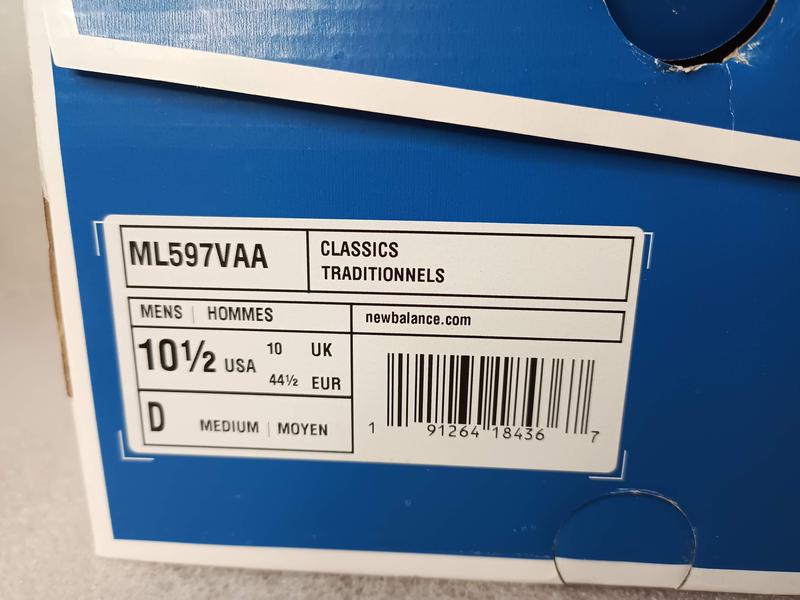 ML597VAA
CLASSICS
TRADITIONNELS
MENS | HOMMES
newbalance.com
10½ USA
10 UK
44½ EUR
D MEDIUM | MOYEN
1 91264 18436 7